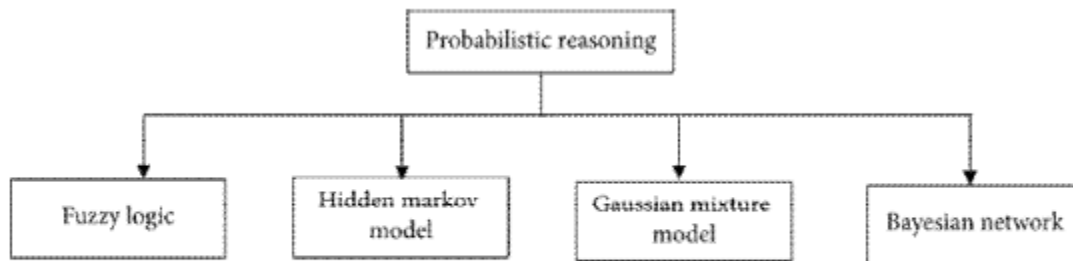 Probabilistic reasoning
Fuzzy logic
Hidden markov
model
Gaussian mixture
model
Bayesian network